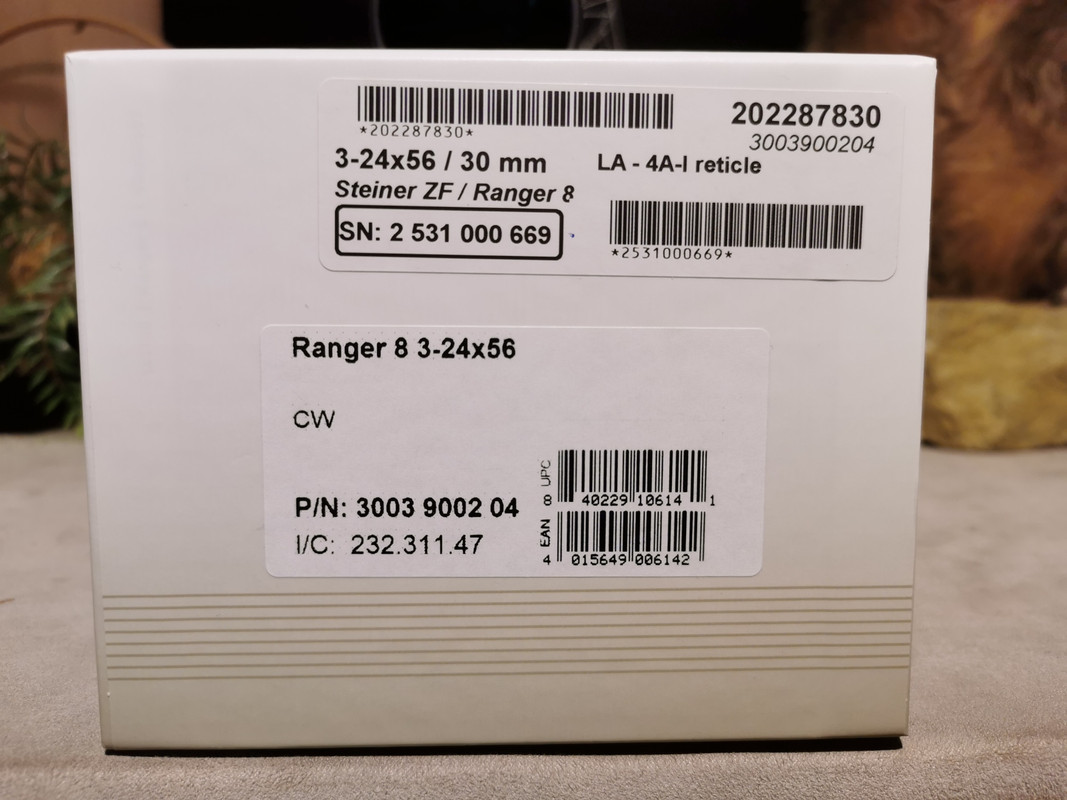 202287830
*202287830*
3003900204
3-24x56 / 30 mm LA - 4A-I reticle
Steiner ZF / Ranger 8
SN: 2 531 000 669
*2531000669*
Ranger 8 3-24x56
CW
8 UPC 40229 10614 1
P/N: 3003 9002 04
I/C: 232.311.47
4 EAN 015649 006142